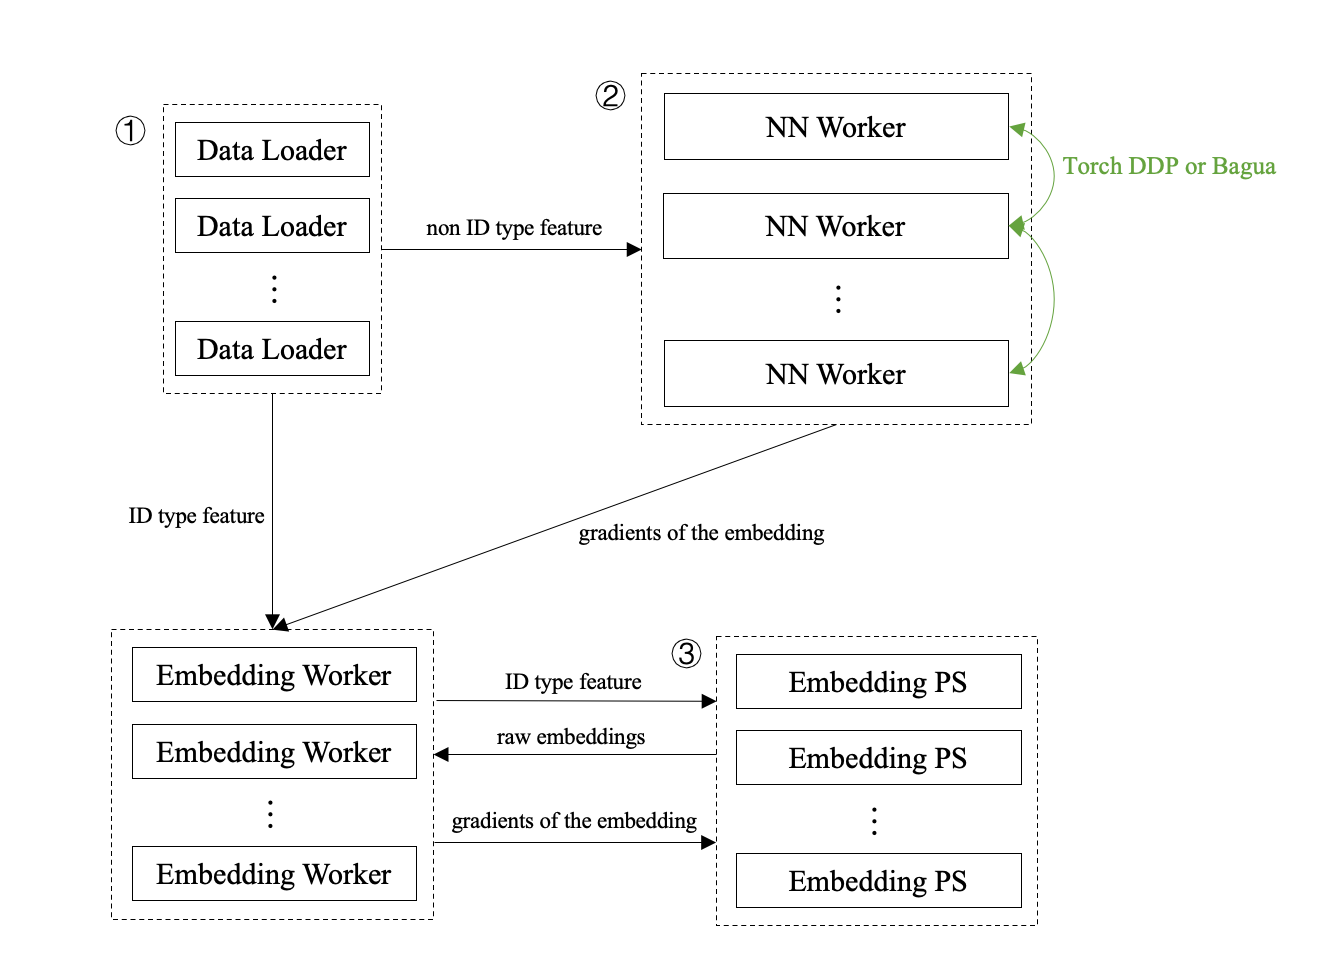 ①
Data Loader
Data Loader
Data Loader
non ID type feature
②
NN Worker
NN Worker
NN Worker
Torch DDP or Bagua
ID type feature
gradients of the embedding
Embedding Worker
Embedding Worker
Embedding Worker
ID type feature
raw embeddings
gradients of the embedding
③
Embedding PS
Embedding PS
Embedding PS